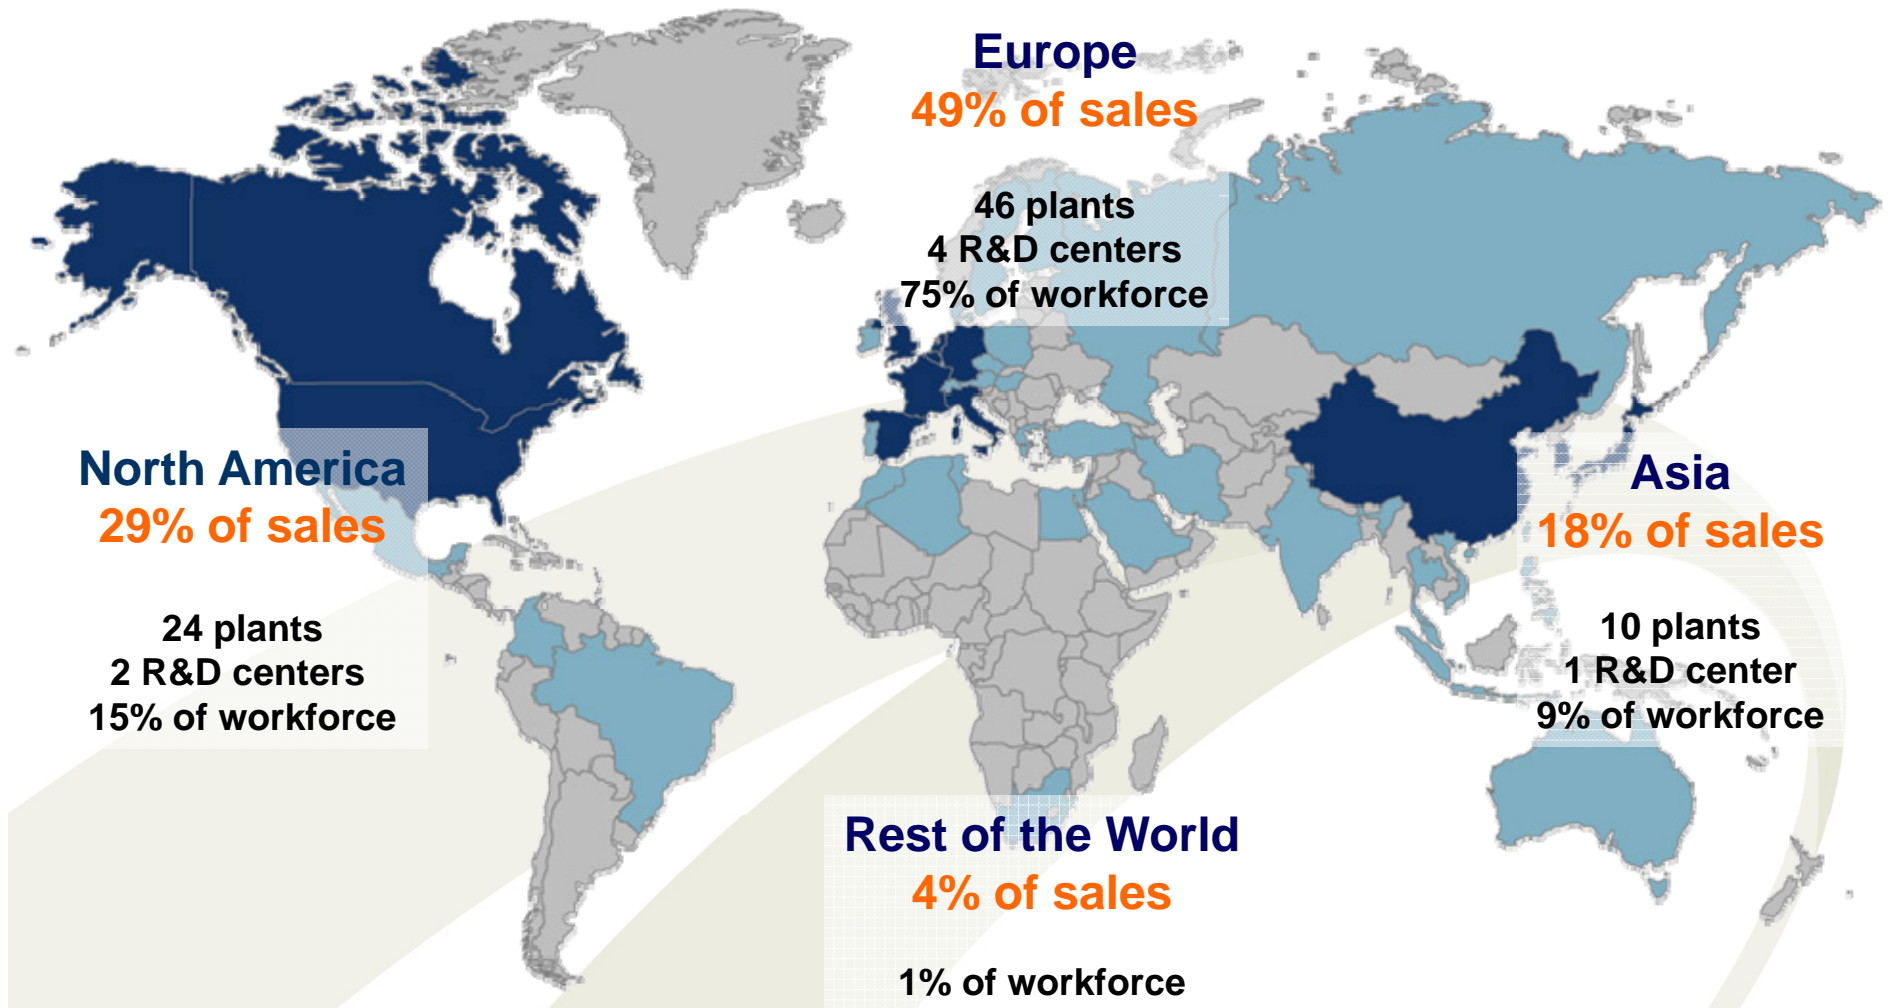 Europe
49% of sales
46 plants
4 R&D centers
75% of workforce
North America
29% of sales
24 plants
2 R&D centers
15% of workforce
Asia
18% of sales
10 plants
1 R&D center
9% of workforce
Rest of the World
4% of sales
1% of workforce